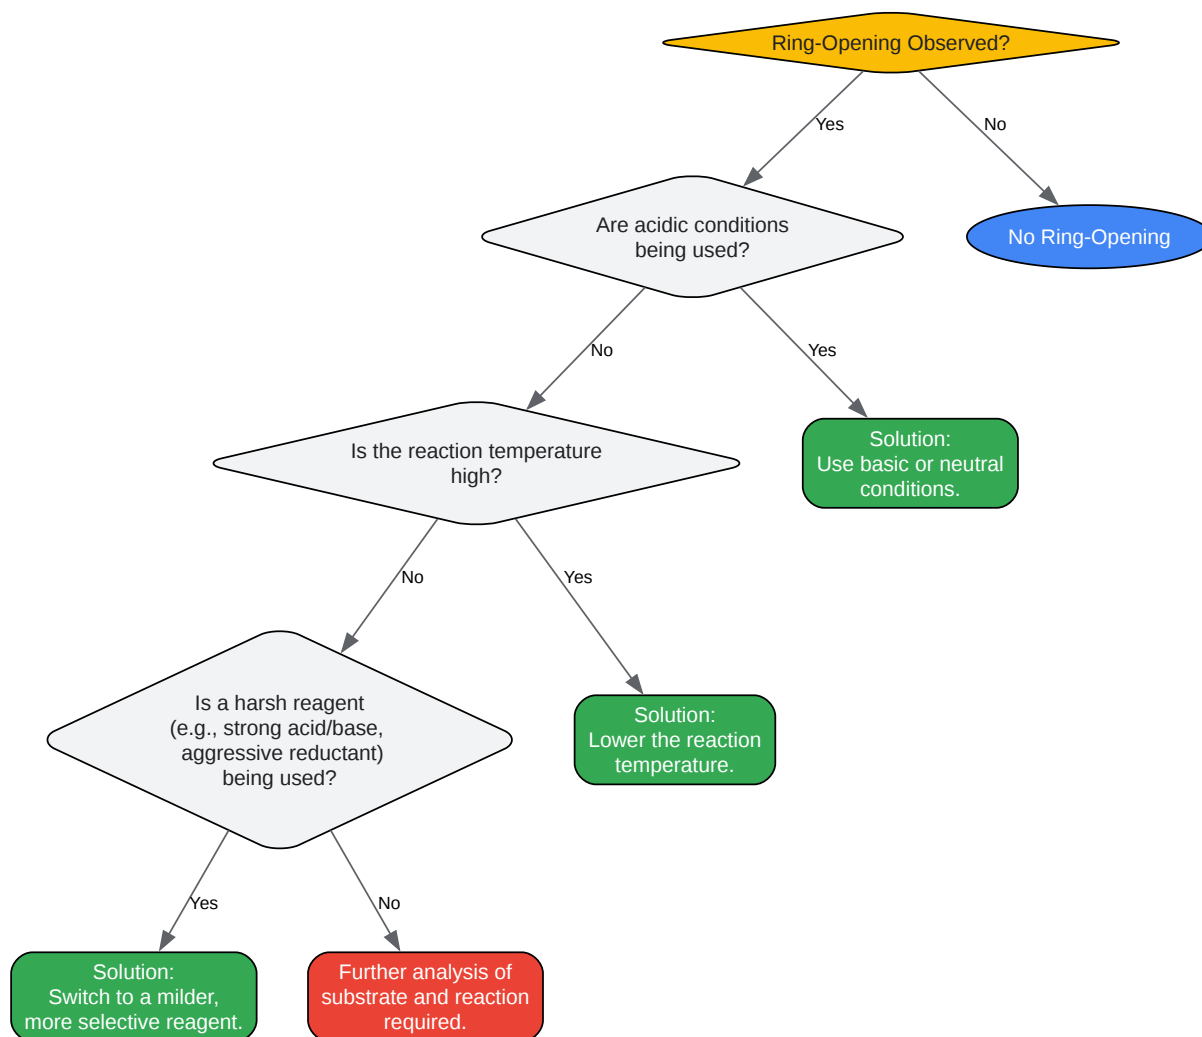 Ring-Opening Observed?
Yes
No
Are acidic conditions
being used?
No Ring-Opening
No
Yes
Is the reaction temperature
high?
Solution:
Use basic or neutral
conditions.
No
Yes
Is a harsh reagent
(e.g., strong acid/base,
aggressive reductant)
being used?
Solution:
Lower the reaction
temperature.
Yes
No
Solution:
Switch to a milder,
more selective reagent.
Further analysis of
substrate and reaction
required.